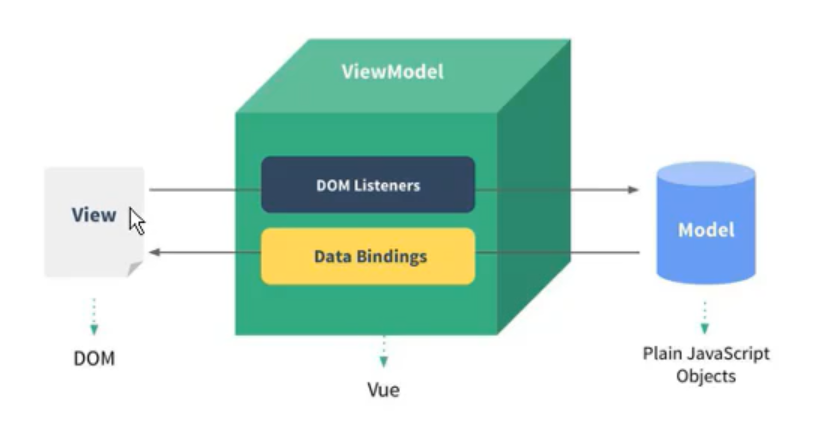 ViewModel
DOM Listeners
View
Model
Data Bindings
DOM
Vue
Plain JavaScript
Objects